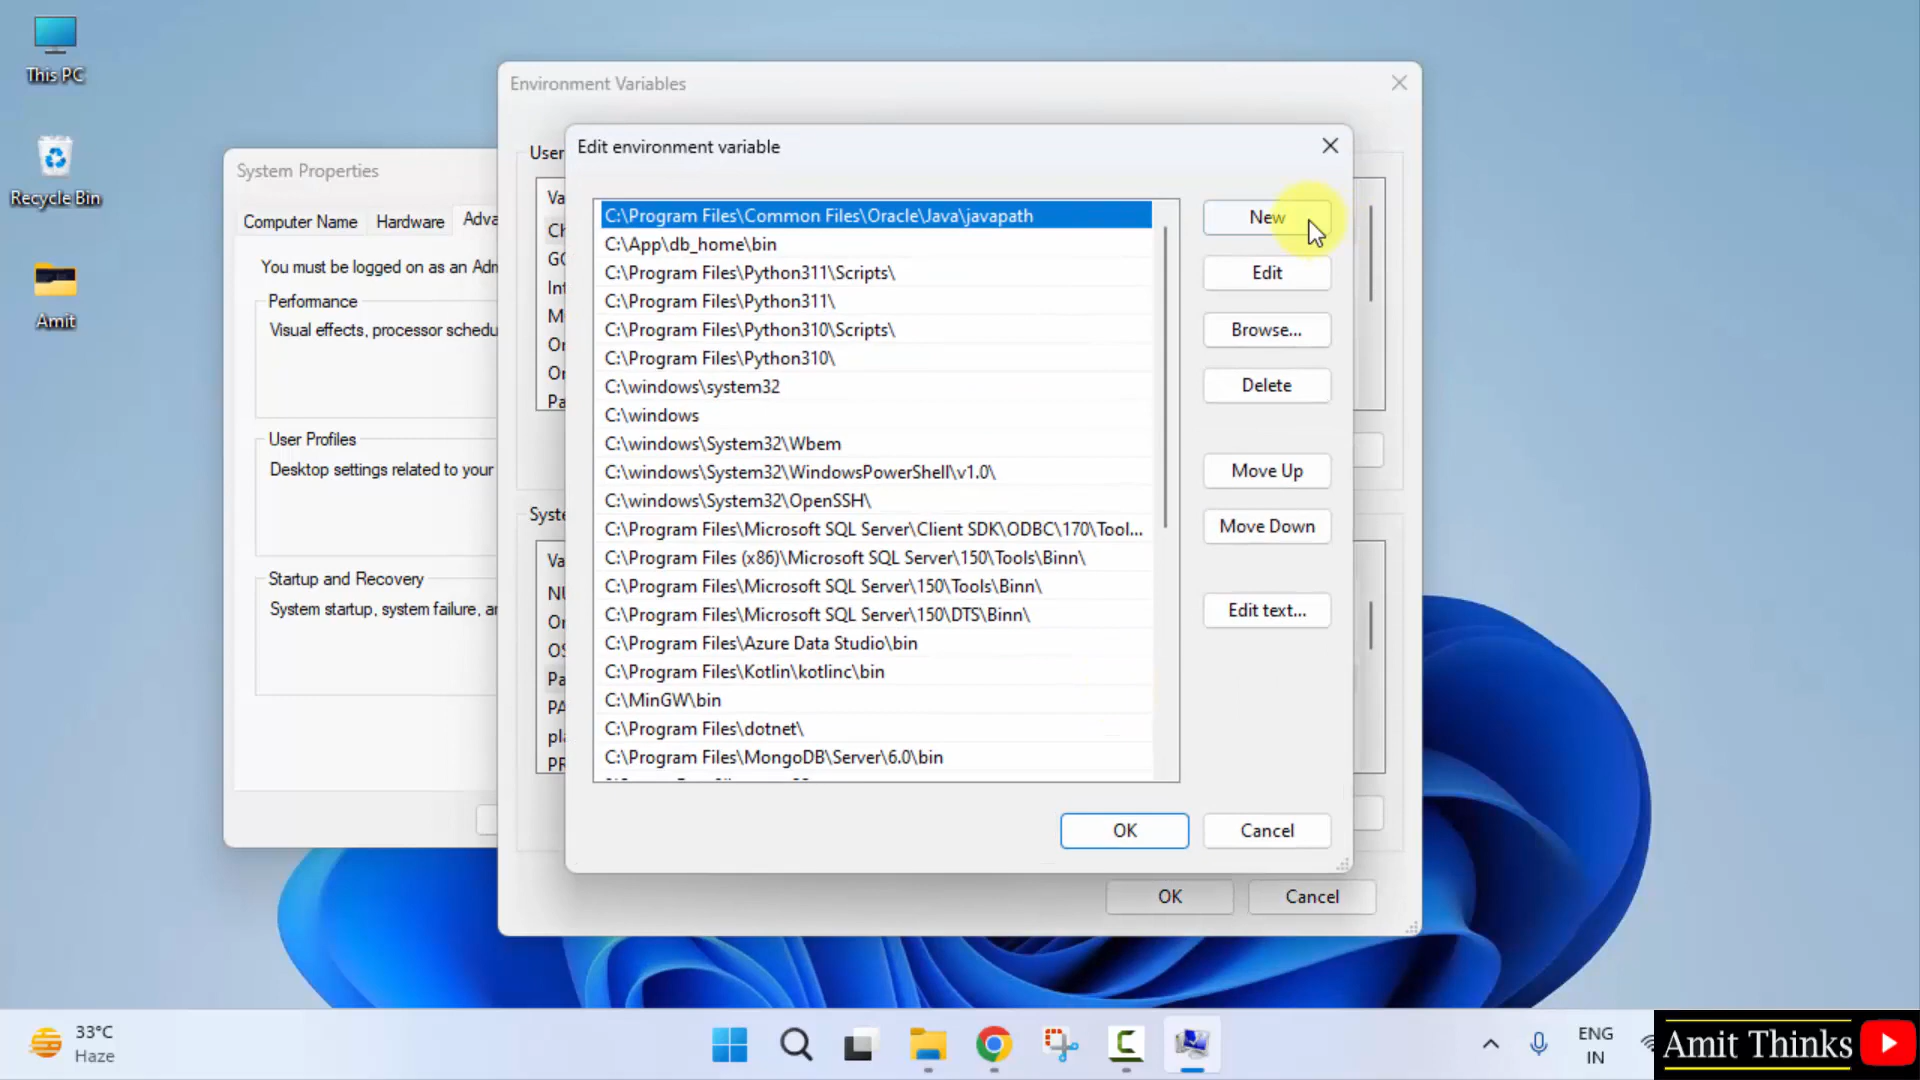 This PC
Recycle Bin
Amit
System Properties
Computer Name
Hardware
Adva
You must be logged on as an Adm
Performance
Visual effects, processor schedu
User Profiles
Desktop settings related to your
Startup and Recovery
System startup, system failure, an
Environment Variables
User
Va
Ch
GO
Int
Or
Or
Pa
Syste
Va
NU
Or
OS
Pa
PA
pla
PR
OK
Cancel
Edit environment variable
C:\Program Files\Common Files\Oracle\Java\javapath
C:\App\db_home\bin
C:\Program Files\Python311\Scripts\
C:\Program Files\Python311\
C:\Program Files\Python310\Scripts\
C:\Program Files\Python310\
C:\windows\system32
C:\windows
C:\windows\System32\Wbem
C:\windows\System32\WindowsPowerShell\v1.0\
C:\windows\System32\OpenSSH\
C:\Program Files\Microsoft SQL Server\Client SDK\ODBC\170\Tool...
C:\Program Files (x86)\Microsoft SQL Server\150\Tools\Binn\
C:\Program Files\Microsoft SQL Server\150\Tools\Binn\
C:\Program Files\Microsoft SQL Server\150\DTS\Binn\
C:\Program Files\Azure Data Studio\bin
C:\Program Files\Kotlin\kotlinc\bin
C:\MinGW\bin
C:\Program Files\dotnet\
C:\Program Files\MongoDB\Server\6.0\bin
New
Edit
Browse...
Delete
Move Up
Move Down
Edit text...
OK
Cancel
33°C
Haze
ENG
IN
Amit Thinks